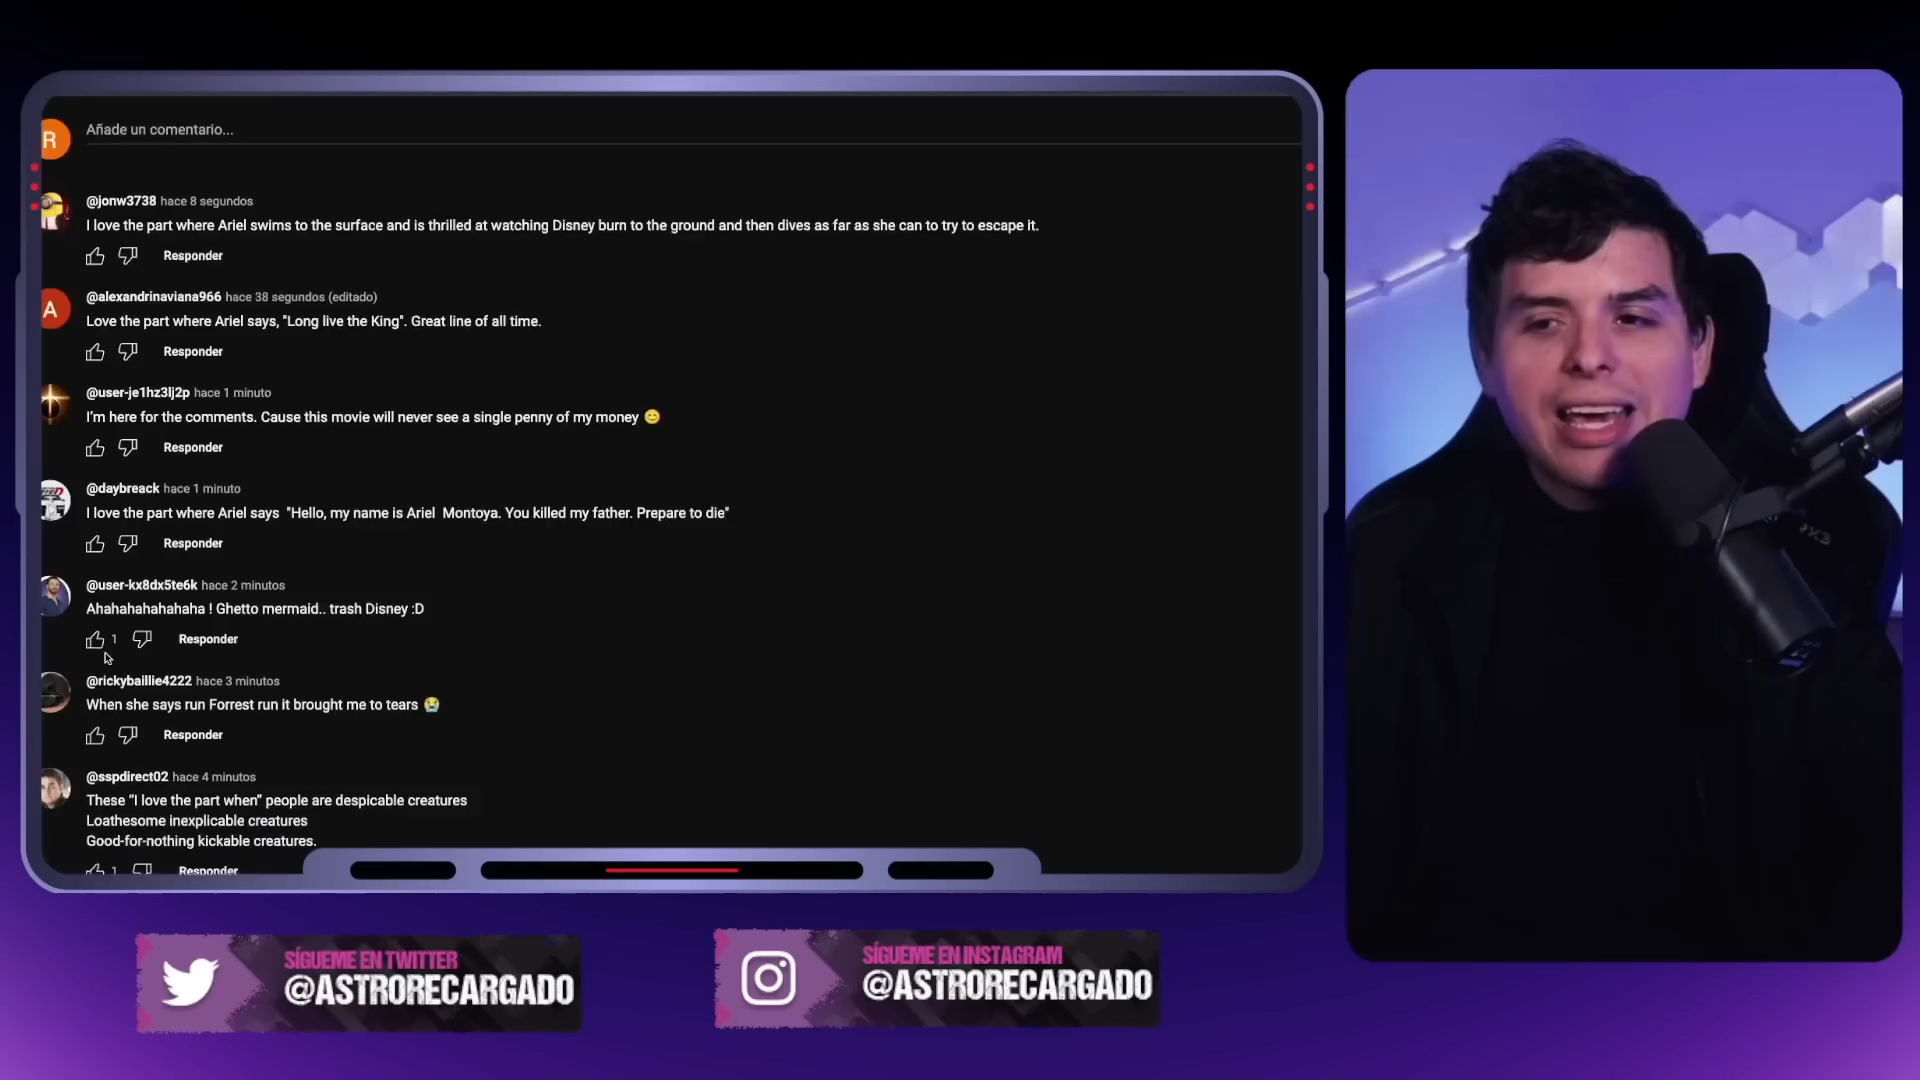 R
Añade un comentario...
@jonw3738 hace 8 segundos
I love the part where Ariel swims to the surface and is thrilled at watching Disney burn to the ground and then dives as far as she can to try to escape it.
Responder
A
@alexandrinaviana966 hace 38 segundos (editado)
Love the part where Ariel says, "Long live the King". Great line of all time.
Responder
@user-je1hz3lj2p hace 1 minuto
I'm here for the comments. Cause this movie will never see a single penny of my money 😊
Responder
@daybreack hace 1 minuto
I love the part where Ariel says "Hello, my name is Ariel Montoya. You killed my father. Prepare to die"
Responder
@user-kx8dx5te6k hace 2 minutos
Ahahahahahahaha ! Ghetto mermaid.. trash Disney :D
1 Responder
@rickybaillie4222 hace 3 minutos
When she says run Forrest run it brought me to tears 😭
Responder
@sspdirect02 hace 4 minutos
These “I love the part when” people are despicable creatures
Loathesome inexplicable creatures
Good-for-nothing kickable creatures.
1 Responder
SÍGUEME EN TWITTER
@ASTRORECARGADO
SÍGUEME EN INSTAGRAM
@ASTRORECARGADO